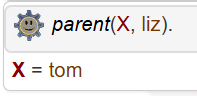 parent(X, liz).
X = tom